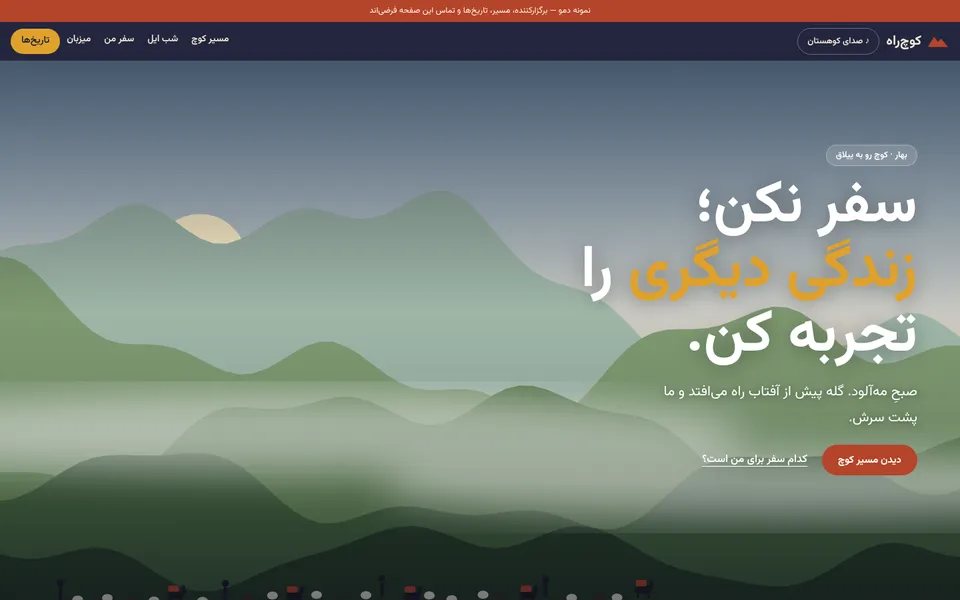 نمونه دمو — برگزارکننده، مسیر، تاریخ‌ها و تماس این صفحه فرضی‌اند
کوچ‌راه
♪ صدای کوهستان
مسیر کوچ
شب ایل
سفر من
میزبان
تاریخ‌ها
بهار · کوچ رو به ییلاق
سفر نکن؛
زندگی دیگری را
تجربه کن.
صبحِ مه‌آلود. گله پیش از آفتاب راه می‌افتد و ما
پشت سرش.
دیدن مسیر کوچ
کدام سفر برای من است؟